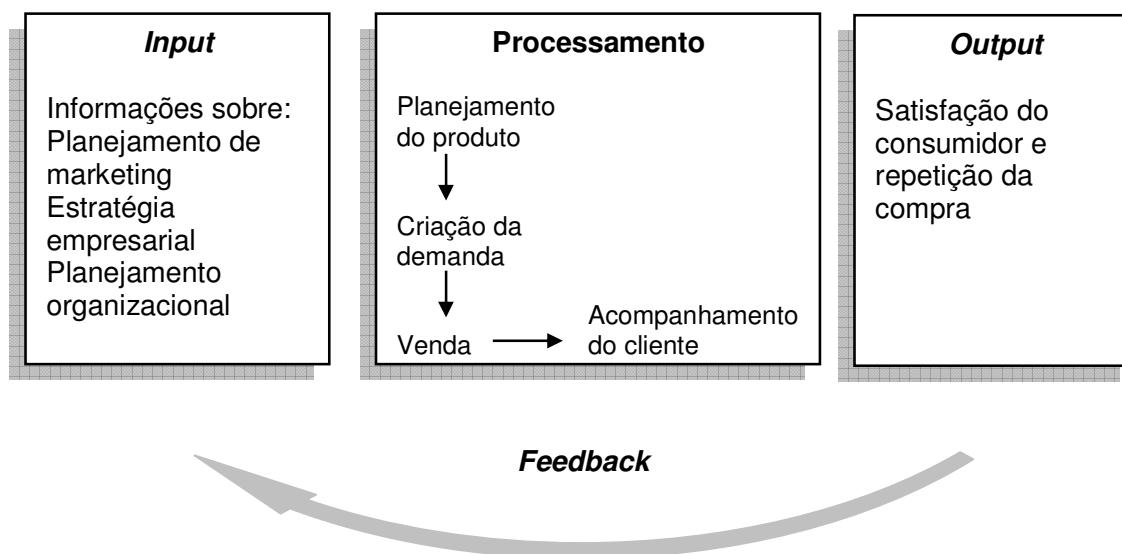 Input
Informações sobre:
Planejamento de
marketing
Estratégia
empresarial
Planejamento
organizacional
Processamento
Planejamento
do produto
Criação da
demanda
Venda
Acompanhamento
do cliente
Output
Satisfação do
consumidor e
repetição da
compra
Feedback